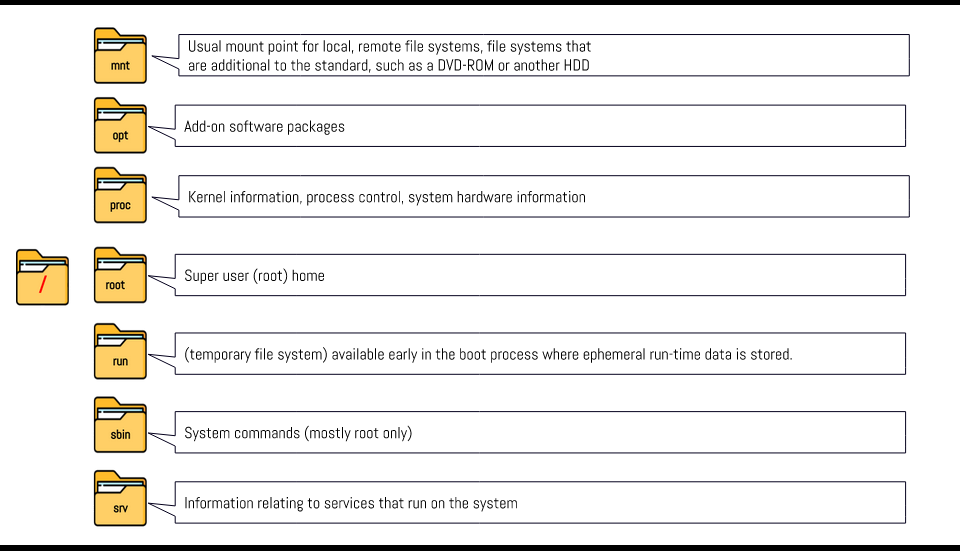 mnt
Usual mount point for local, remote file systems, file systems that
are additional to the standard, such as a DVD-ROM or another HDD
opt
Add-on software packages
proc
Kernel information, process control, system hardware information
/
root
Super user (root) home
run
(temporary file system) available early in the boot process where ephemeral run-time data is stored.
sbin
System commands (mostly root only)
srv
Information relating to services that run on the system